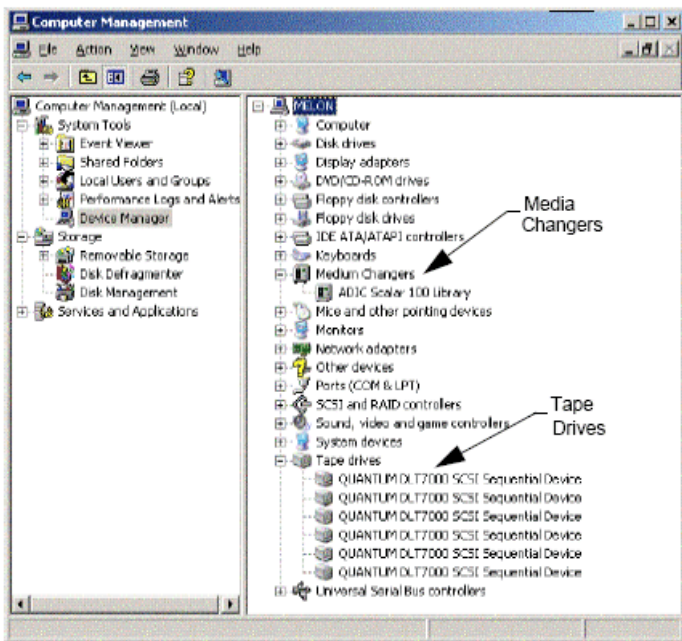 Computer Management
File Action View Window Help
Computer Management (Local)
System Tools
Event Viewer
Shared Folders
Local Users and Groups
Performance Logs and Alerts
Device Manager
Storage
Removable Storage
Disk Defragmenter
Disk Management
Services and Applications
MELON
Computer
Disk drives
Display adapters
DVD/CD-ROM drives
Floppy disk controllers
Floppy disk drives
IDE ATA/ATAPI controllers
Keyboards
Medium Changers
ADIC Scalar 100 Library
Mice and other pointing devices
Monitors
Network adapters
Other devices
Ports (COM & LPT)
SCSI and RAID controllers
Sound, video and game controllers
System devices
Tape drives
QUANTUM DLT7000 SCSI Sequential Device
QUANTUM DLT7000 SCSI Sequential Device
QUANTUM DLT7000 SCSI Sequential Device
QUANTUM DLT7000 SCSI Sequential Device
QUANTUM DLT7000 SCSI Sequential Device
QUANTUM DLT7000 SCSI Sequential Device
Universal Serial Bus controllers
Media
Changers
Tape
Drives